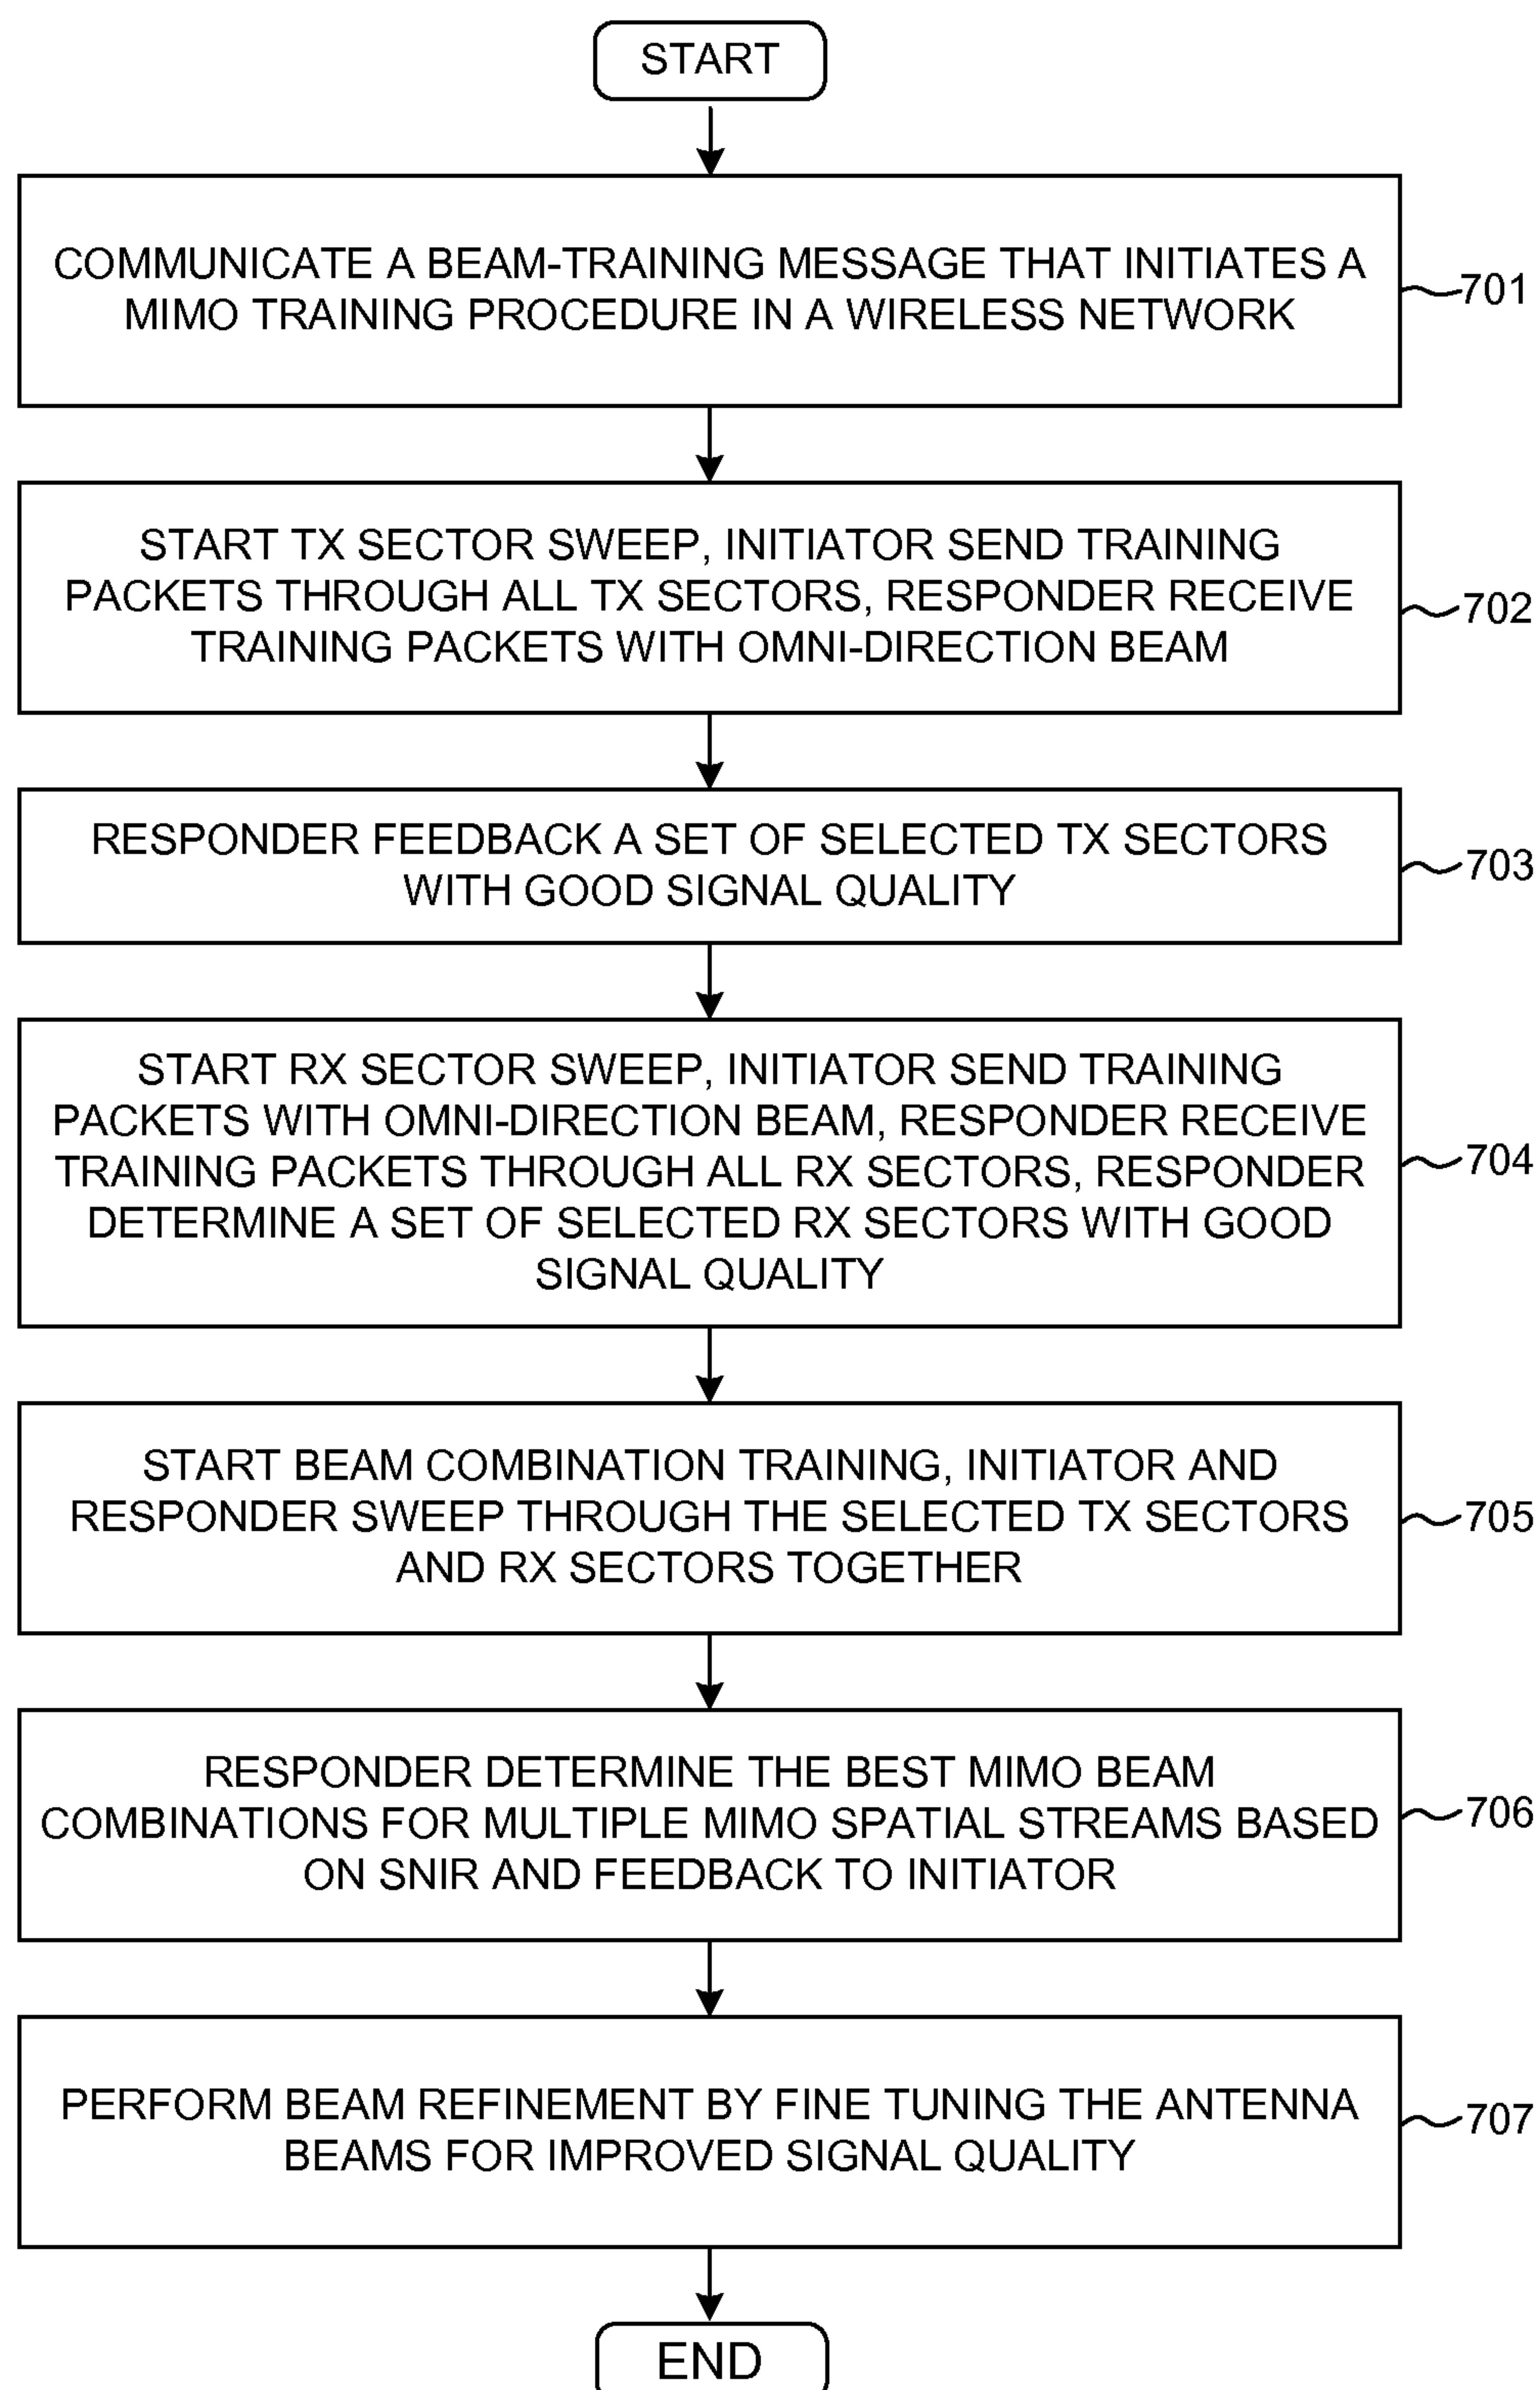 START
COMMUNICATE A BEAM-TRAINING MESSAGE THAT INITIATES A
MIMO TRAINING PROCEDURE IN A WIRELESS NETWORK
701
START TX SECTOR SWEEP, INITIATOR SEND TRAINING
PACKETS THROUGH ALL TX SECTORS, RESPONDER RECEIVE
TRAINING PACKETS WITH OMNI-DIRECTION BEAM
702
RESPONDER FEEDBACK A SET OF SELECTED TX SECTORS
WITH GOOD SIGNAL QUALITY
703
START RX SECTOR SWEEP, INITIATOR SEND TRAINING
PACKETS WITH OMNI-DIRECTION BEAM, RESPONDER RECEIVE
TRAINING PACKETS THROUGH ALL RX SECTORS, RESPONDER
DETERMINE A SET OF SELECTED RX SECTORS WITH GOOD
SIGNAL QUALITY
704
START BEAM COMBINATION TRAINING, INITIATOR AND
RESPONDER SWEEP THROUGH THE SELECTED TX SECTORS
AND RX SECTORS TOGETHER
705
RESPONDER DETERMINE THE BEST MIMO BEAM
COMBINATIONS FOR MULTIPLE MIMO SPATIAL STREAMS BASED
ON SNIR AND FEEDBACK TO INITIATOR
706
PERFORM BEAM REFINEMENT BY FINE TUNING THE ANTENNA
BEAMS FOR IMPROVED SIGNAL QUALITY
707
END